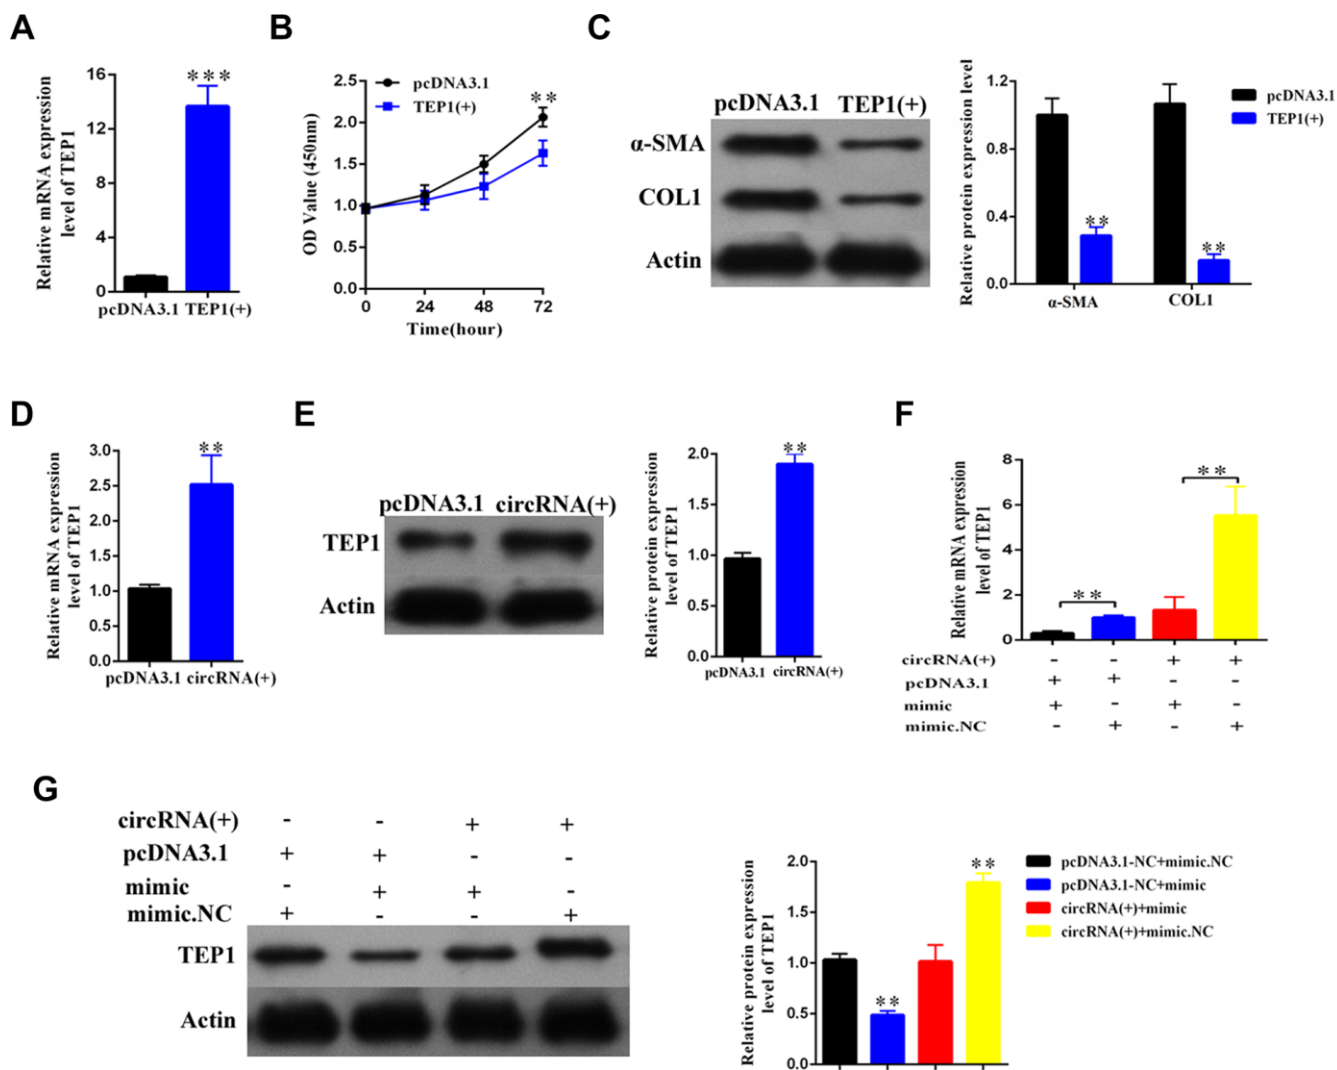 A
Relative mRNA expression
level of TEP1
16
12
8
4
0
***
pcDNA3.1 TEP1(+)
B
OD Value (450nm)
2.5
2.0
1.5
1.0
0.5
0.0
pcDNA3.1
TEP1(+)
**
0 24 48 72
Time(hour)
C
pcDNA3.1 TEP1(+)
α-SMA
COL1
Actin
Relative protein expression level
1.2
0.8
0.4
0.0
** **
α-SMA COL1
pcDNA3.1
TEP1(+)
D
Relative mRNA expression
level of TEP1
3.0
2.5
2.0
1.5
1.0
0.5
0.0
**
pcDNA3.1 circRNA(+)
E
pcDNA3.1 circRNA(+)
TEP1
Actin
Relative protein expression
level of TEP1
2.0
1.5
1.0
0.5
0.0
**
pcDNA3.1 circRNA(+)
F
Relative mRNA expression
level of TEP1
8
6
4
2
0
** **
circRNA(+) - - + +
pcDNA3.1 + + - -
mimic + - + -
mimic.NC - + - +
G
circRNA(+) - - + +
pcDNA3.1 + + - -
mimic - + + -
mimic.NC + - - +
TEP1
Actin
Relative protein expression
level of TEP1
2.0
1.5
1.0
0.5
0.0
** **
pcDNA3.1-NC+mimic.NC
pcDNA3.1-NC+mimic
circRNA(+)+mimic
circRNA(+)+mimic.NC